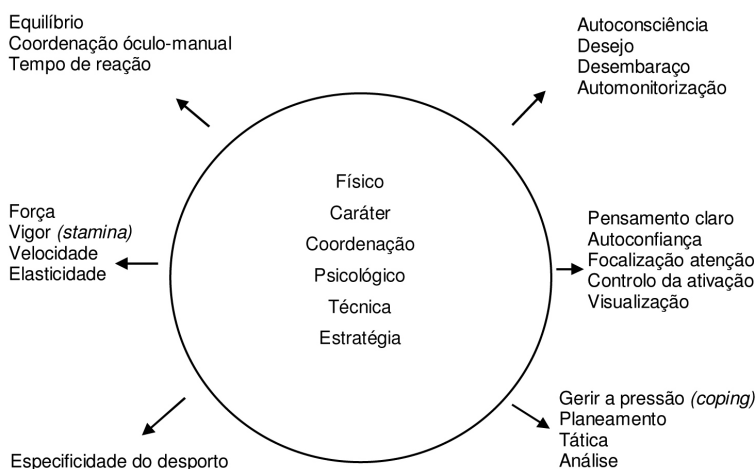 Equilíbrio
Coordenação óculo-manual
Tempo de reação
Autoconsciência
Desejo
Desembaraço
Automonitorização
Físico
Caráter
Coordenação
Psicológico
Técnica
Estratégia
Força
Vigor (stamina)
Velocidade
Elasticidade
Pensamento claro
Autoconfiança
Focalização atenção
Controlo da ativação
Visualização
Especificidade do desporto
Gerir a pressão (coping)
Planeamento
Tática
Análise